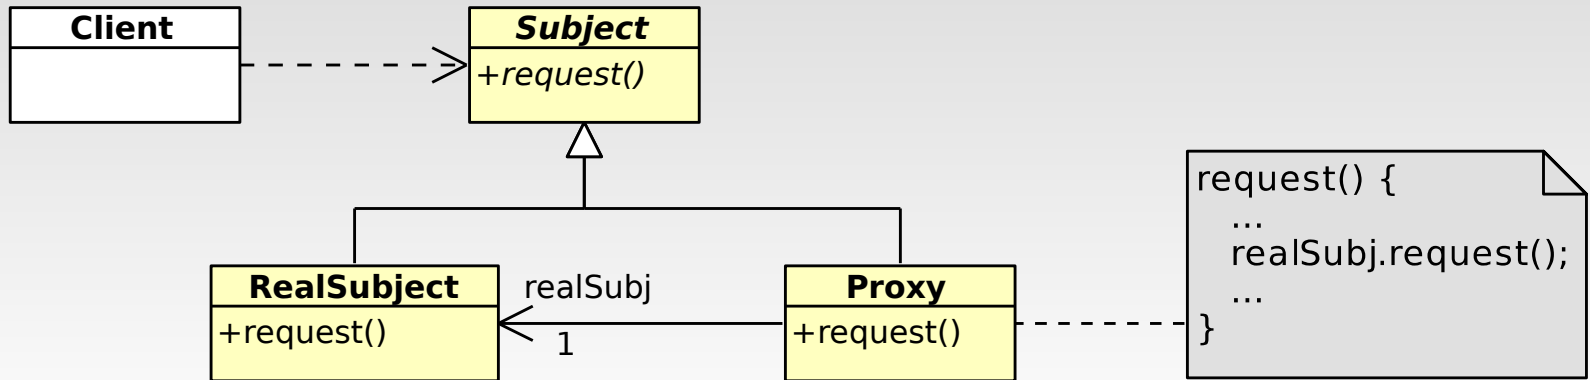 Client
Subject
+request()
request() {
...
realSubj.request();
...
}
RealSubject
+request()
realSubj
1
Proxy
+request()